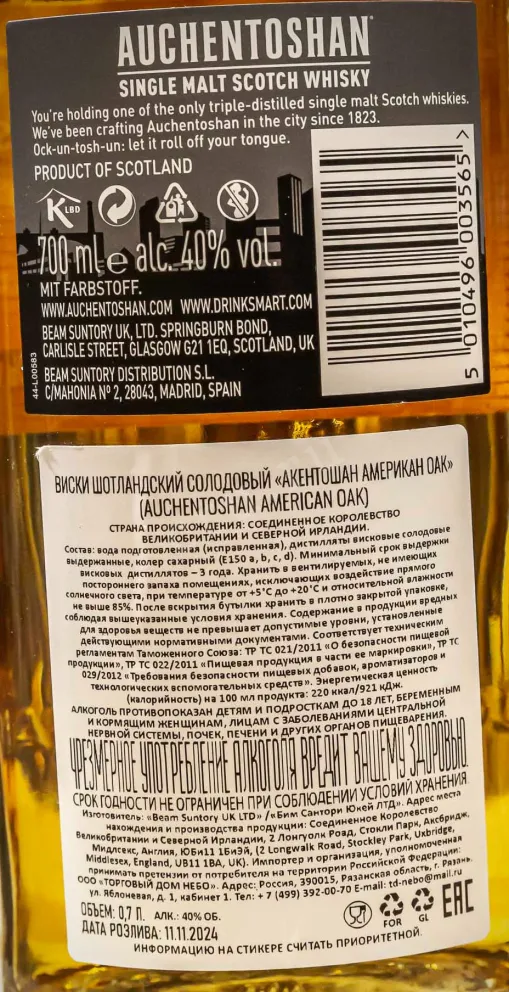 AUCHENTOSHAN
SINGLE MALT SCOTCH WHISKY
You're holding one of the only triple-distilled single malt Scotch whiskies.
We've been crafting Auchentoshan in the city since 1823.
Ock-un-tosh-un: let it roll off your tongue.
PRODUCT OF SCOTLAND
K LBD
700 ml e alc. 40% vol.
MIT FARBSTOFF.
WWW.AUCHENTOSHAN.COM WWW.DRINKSMART.COM
BEAM SUNTORY UK, LTD. SPRINGBURN BOND,
CARLISLE STREET, GLASGOW G21 1EQ, SCOTLAND, UK
BEAM SUNTORY DISTRIBUTION S.L.
C/MAHONIA Nº 2, 28043, MADRID, SPAIN
44-L00583
5 010496 003565 >
ВИСКИ ШОТЛАНДСКИЙ СОЛОДОВЫЙ «АКЕНТОШАН АМЕРИКАН ОАК»
(AUCHENTOSHAN AMERICAN OAK)
СТРАНА ПРОИСХОЖДЕНИЯ: СОЕДИНЕННОЕ КОРОЛЕВСТВО
ВЕЛИКОБРИТАНИИ И СЕВЕРНОЙ ИРЛАНДИИ.
Состав: вода подготовленная (исправленная), дистилляты висковые солодовые
выдержанные, колер сахарный (Е150 a, b, c, d). Минимальный срок выдержки
висковых дистиллятов – 3 года. Хранить в вентилируемых, не имеющих
постороннего запаха помещениях, исключающих воздействие прямого
солнечного света, при температуре от +5°С до +20°С и относительной влажности
не выше 85%. После вскрытия бутылки хранить в плотно закрытой упаковке,
соблюдая вышеуказанные условия хранения. Содержание в продукции вредных
для здоровья веществ не превышает допустимые уровни, установленные
действующими нормативными документами. Соответствует техническим
регламентам Таможенного Союза: ТР ТС 021/2011 «О безопасности пищевой
продукции», ТР ТС 022/2011 «Пищевая продукция в части ее маркировки», ТР ТС
029/2012 «Требования безопасности пищевых добавок, ароматизаторов и
технологических вспомогательных средств». Энергетическая ценность
(калорийность) на 100 мл продукта: 220 ккал/921 кДж.
АЛКОГОЛЬ ПРОТИВОПОКАЗАН ДЕТЯМ И ПОДРОСТКАМ ДО 18 ЛЕТ, БЕРЕМЕННЫМ
И КОРМЯЩИМ ЖЕНЩИНАМ, ЛИЦАМ С ЗАБОЛЕВАНИЯМИ ЦЕНТРАЛЬНОЙ
НЕРВНОЙ СИСТЕМЫ, ПОЧЕК, ПЕЧЕНИ И ДРУГИХ ОРГАНОВ ПИЩЕВАРЕНИЯ.
ЧРЕЗМЕРНОЕ УПОТРЕБЛЕНИЕ АЛКОГОЛЯ ВРЕДИТ ВАШЕМУ ЗДОРОВЬЮ.
СРОК ГОДНОСТИ НЕ ОГРАНИЧЕН ПРИ СОБЛЮДЕНИИ УСЛОВИЙ ХРАНЕНИЯ.
Изготовитель: «Beam Suntory UK LTD» /«Бим Сантори Юкей ЛТД». Адрес места
нахождения и производства продукции: Соединенное Королевство
Великобритании и Северной Ирландии, 2 Лонгуолк Роад, Стокли Парк, Аксбридж,
Мидлсекс, Англия, ЮБи11 1БиЭй, (2 Longwalk Road, Stockley Park, Uxbridge,
Middlesex, England, UB11 1BA, UK). Импортер и организация, уполномоченная
принимать претензии от потребителя на территории Российской Федерации:
ООО «ТОРГОВЫЙ ДОМ НЕБО». Адрес: Россия, 390015, Рязанская область, г. Рязань,
ул. Яблоневая, д. 1, кабинет 1. Тел: + 7 (499) 392-00-70 E-mail: td-nebo@mail.ru
ОБЪЕМ: 0,7 Л. АЛК.: 40% ОБ.
ДАТА РОЗЛИВА: 11.11.2024
FOR
GL
EAC
ИНФОРМАЦИЮ НА СТИКЕРЕ СЧИТАТЬ ПРИОРИТЕТНОЙ.